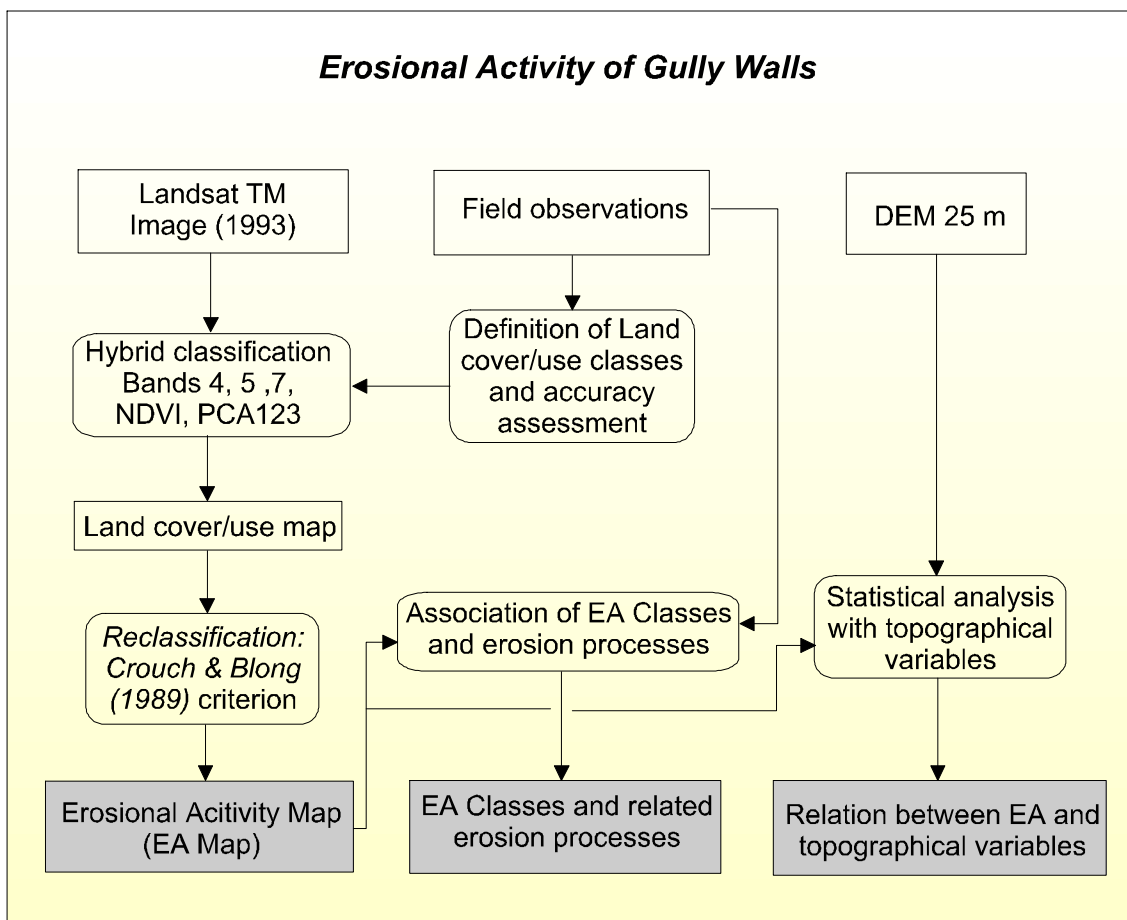 Erosional Activity of Gully Walls
Landsat TM
Image (1993)
Field observations
DEM 25 m
Hybrid classification
Bands 4, 5 ,7,
NDVI, PCA123
Definition of Land
cover/use classes
and accuracy
assessment
Land cover/use map
Reclassification:
Crouch & Blong
(1989) criterion
Association of EA Classes
and erosion processes
Statistical analysis
with topographical
variables
Erosional Acitivity Map
(EA Map)
EA Classes and related
erosion processes
Relation between EA and
topographical variables